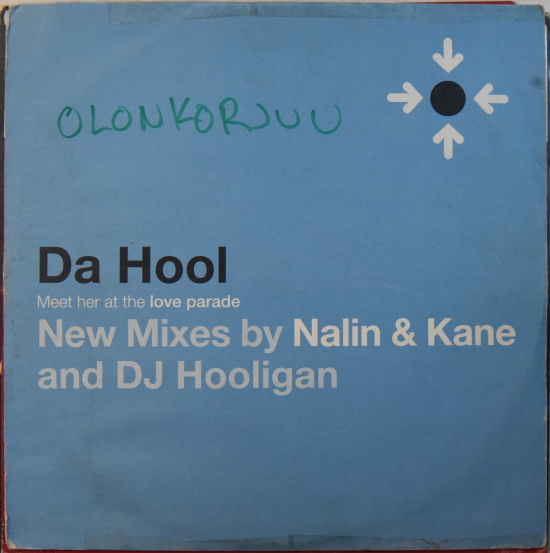 OLONKORJUU
Da Hool
Meet her at the love parade
New Mixes by Nalin & Kane
and DJ Hooligan